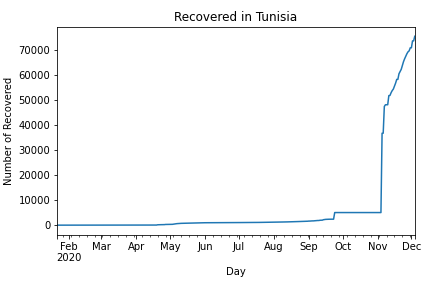 Recovered in Tunisia
Number of Recovered
70000
60000
50000
40000
30000
20000
10000
0
Feb Mar Apr May Jun Jul Aug Sep Oct Nov Dec
2020
Day